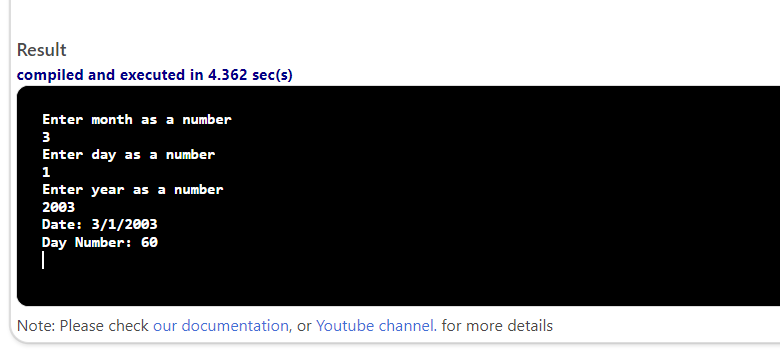 Result
compiled and executed in 4.362 sec(s)
Enter month as a number
3
Enter day as a number
1
Enter year as a number
2003
Date: 3/1/2003
Day Number: 60
Note: Please check our documentation, or Youtube channel. for more details